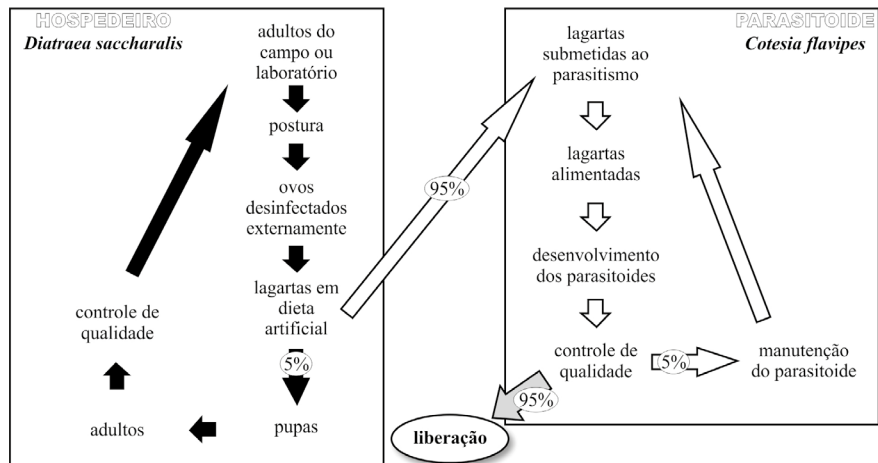 HOSPEDEIRO
Diatraea saccharalis
adultos do
campo ou
laboratório
postura
ovos
desinfectados
externamente
lagartas em
dieta
artificial
5%
pupas
adultos
controle de
qualidade
95%
PARASITOIDE
Cotesia flavipes
lagartas
submetidas ao
parasitismo
lagartas
alimentadas
desenvolvimento
dos parasitoides
controle de
qualidade
5%
manutenção
do parasitoide
95%
liberação